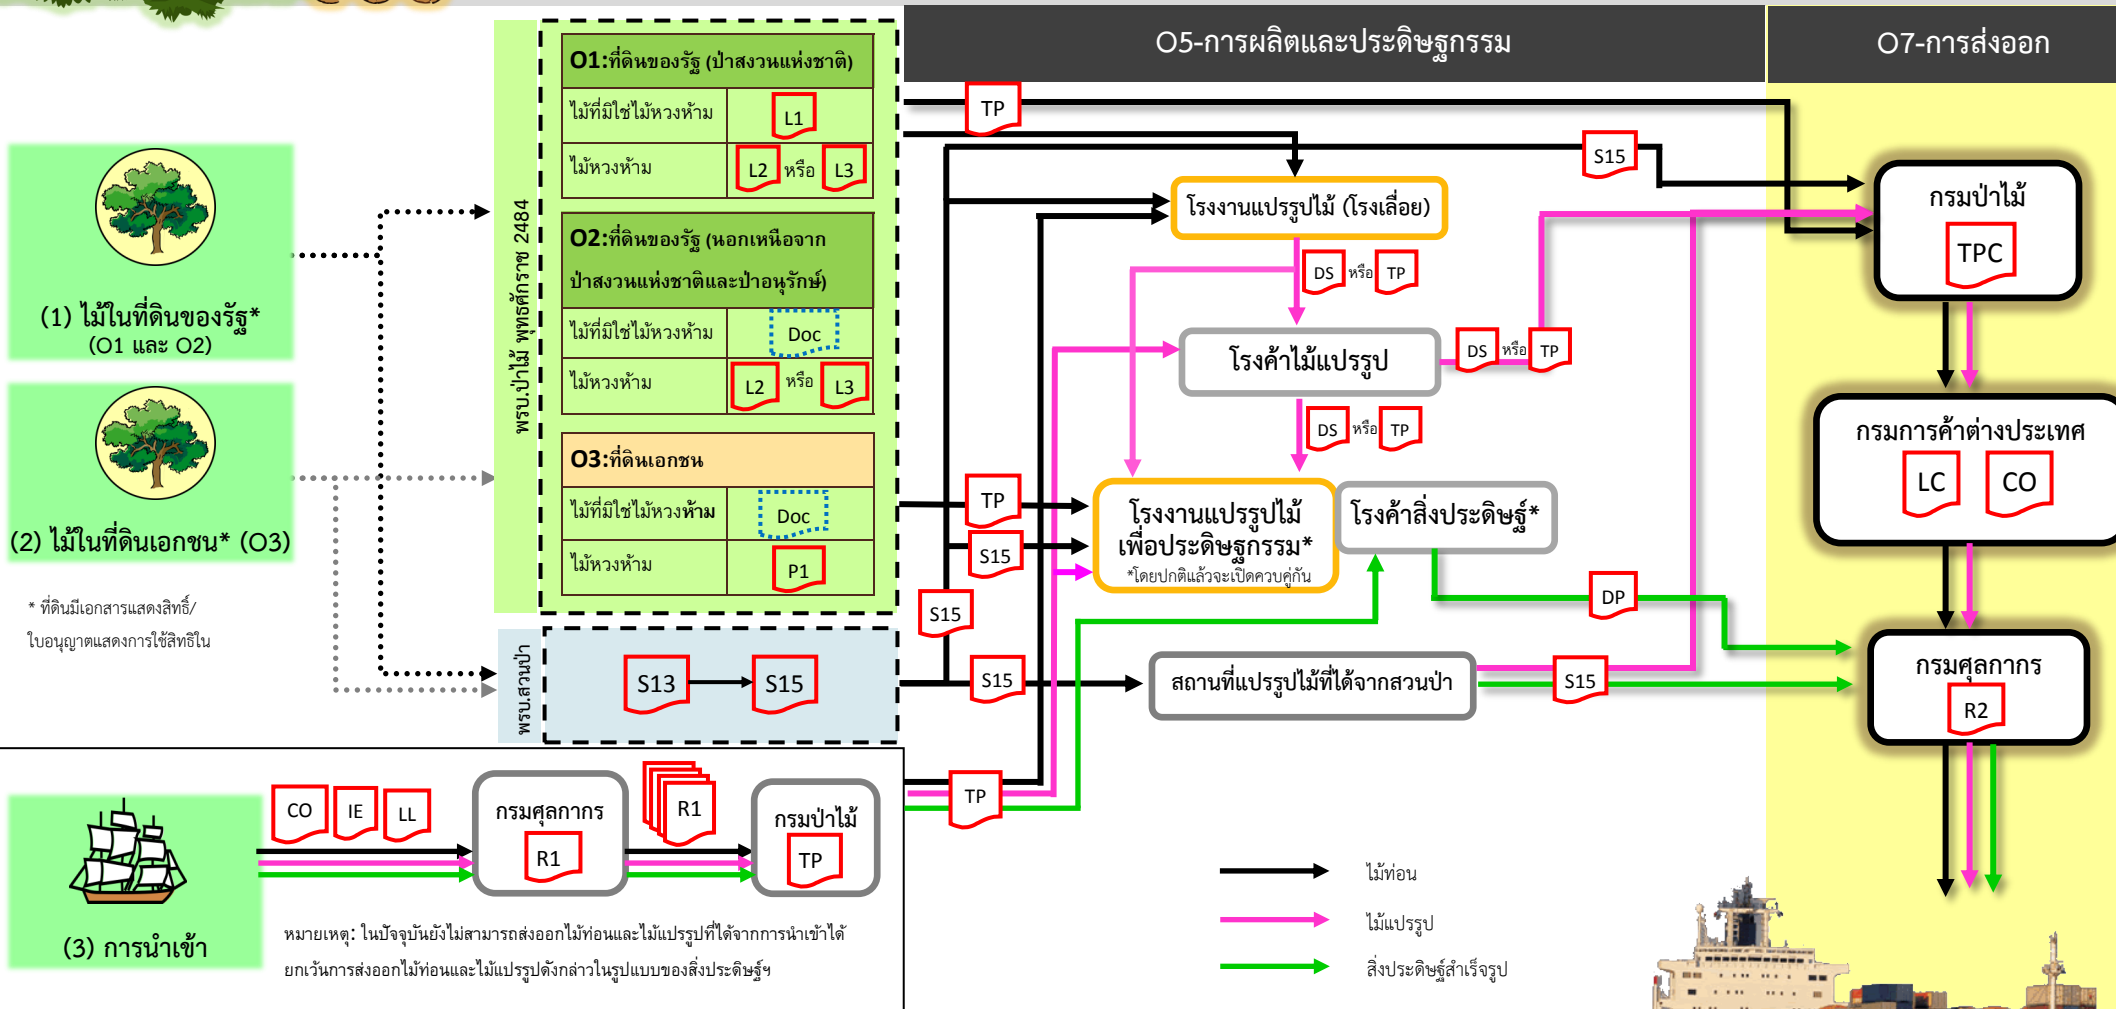 O5-การผลิตและประดิษฐกรรม
O7-การส่งออก
(1) ไม้ในที่ดินของรัฐ*
(O1 และ O2)
(2) ไม้ในที่ดินเอกชน* (O3)
* ที่ดินมีเอกสารแสดงสิทธิ์/
ใบอนุญาตแสดงการใช้สิทธิใน
พรบ.ป่าไม้ พุทธศักราช 2484
O1:ที่ดินของรัฐ (ป่าสงวนแห่งชาติ)
ไม้ที่มิใช่ไม้หวงห้าม
L1
ไม้หวงห้าม
L2 หรือ L3
O2:ที่ดินของรัฐ (นอกเหนือจาก
ป่าสงวนแห่งชาติและป่าอนุรักษ์)
ไม้ที่มิใช่ไม้หวงห้าม
Doc
ไม้หวงห้าม
L2 หรือ L3
O3:ที่ดินเอกชน
ไม้ที่มิใช่ไม้หวงห้าม
Doc
ไม้หวงห้าม
P1
พรบ.สวนป่า
S13
S15
TP
S15
โรงงานแปรรูปไม้ (โรงเลื่อย)
DS หรือ TP
โรงค้าไม้แปรรูป
DS หรือ TP
DS หรือ TP
TP
S15
โรงงานแปรรูปไม้
เพื่อประดิษฐกรรม*
*โดยปกติแล้วจะเปิดควบคู่กัน
โรงค้าสิ่งประดิษฐ์*
S15
DP
S15
สถานที่แปรรูปไม้ที่ได้จากสวนป่า
S15
TP
กรมป่าไม้
TPC
กรมการค้าต่างประเทศ
LC
CO
กรมศุลกากร
R2
(3) การนำเข้า
CO
IE
LL
กรมศุลกากร
R1
R1
กรมป่าไม้
TP
หมายเหตุ: ในปัจจุบันยังไม่สามารถส่งออกไม้ท่อนและไม้แปรรูปที่ได้จากการนำเข้าได้
ยกเว้นการส่งออกไม้ท่อนและไม้แปรรูปดังกล่าวในรูปแบบของสิ่งประดิษฐ์ฯ
ไม้ท่อน
ไม้แปรรูป
สิ่งประดิษฐ์สำเร็จรูป